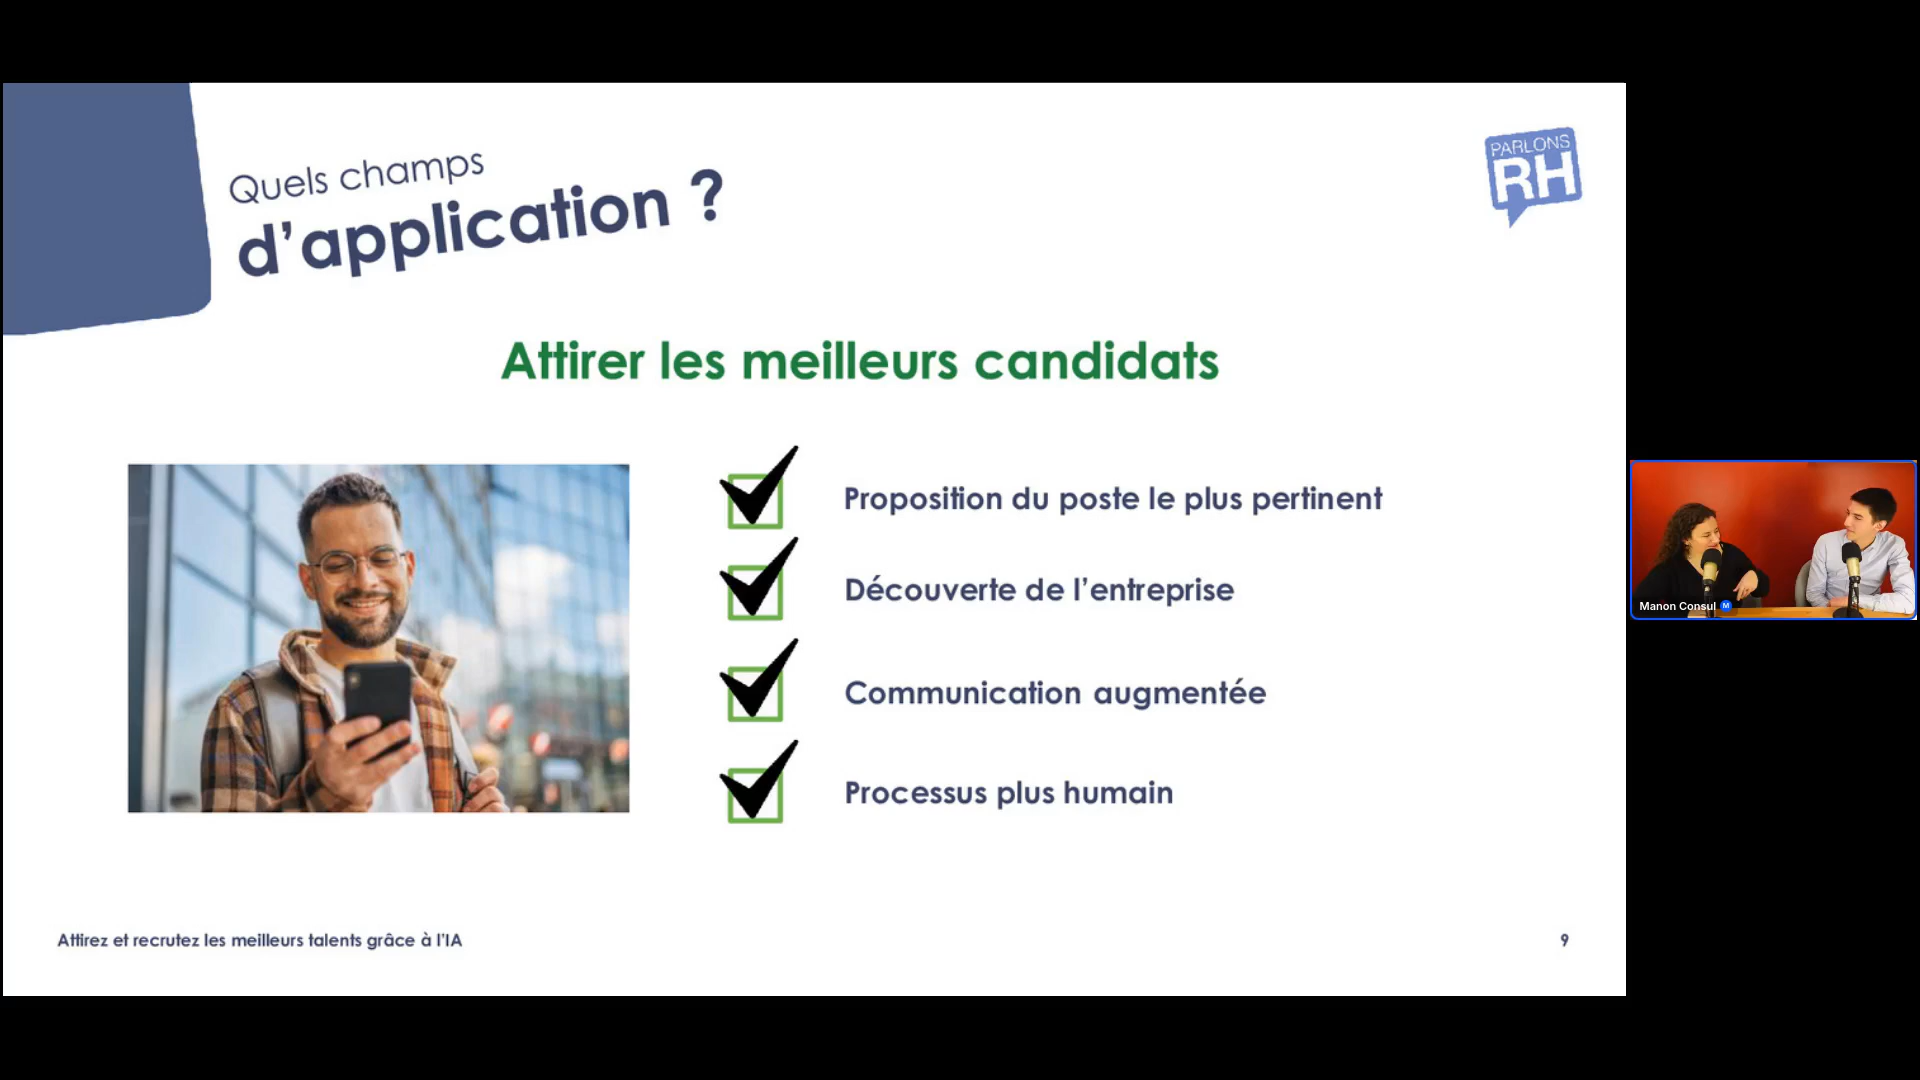 Quels champs
d’application ?
PARLONS
RH
Attirer les meilleurs candidats
Proposition du poste le plus pertinent
Découverte de l’entreprise
Communication augmentée
Processus plus humain
Manon Consul M
Attirez et recrutez les meilleurs talents grâce à l’IA
9